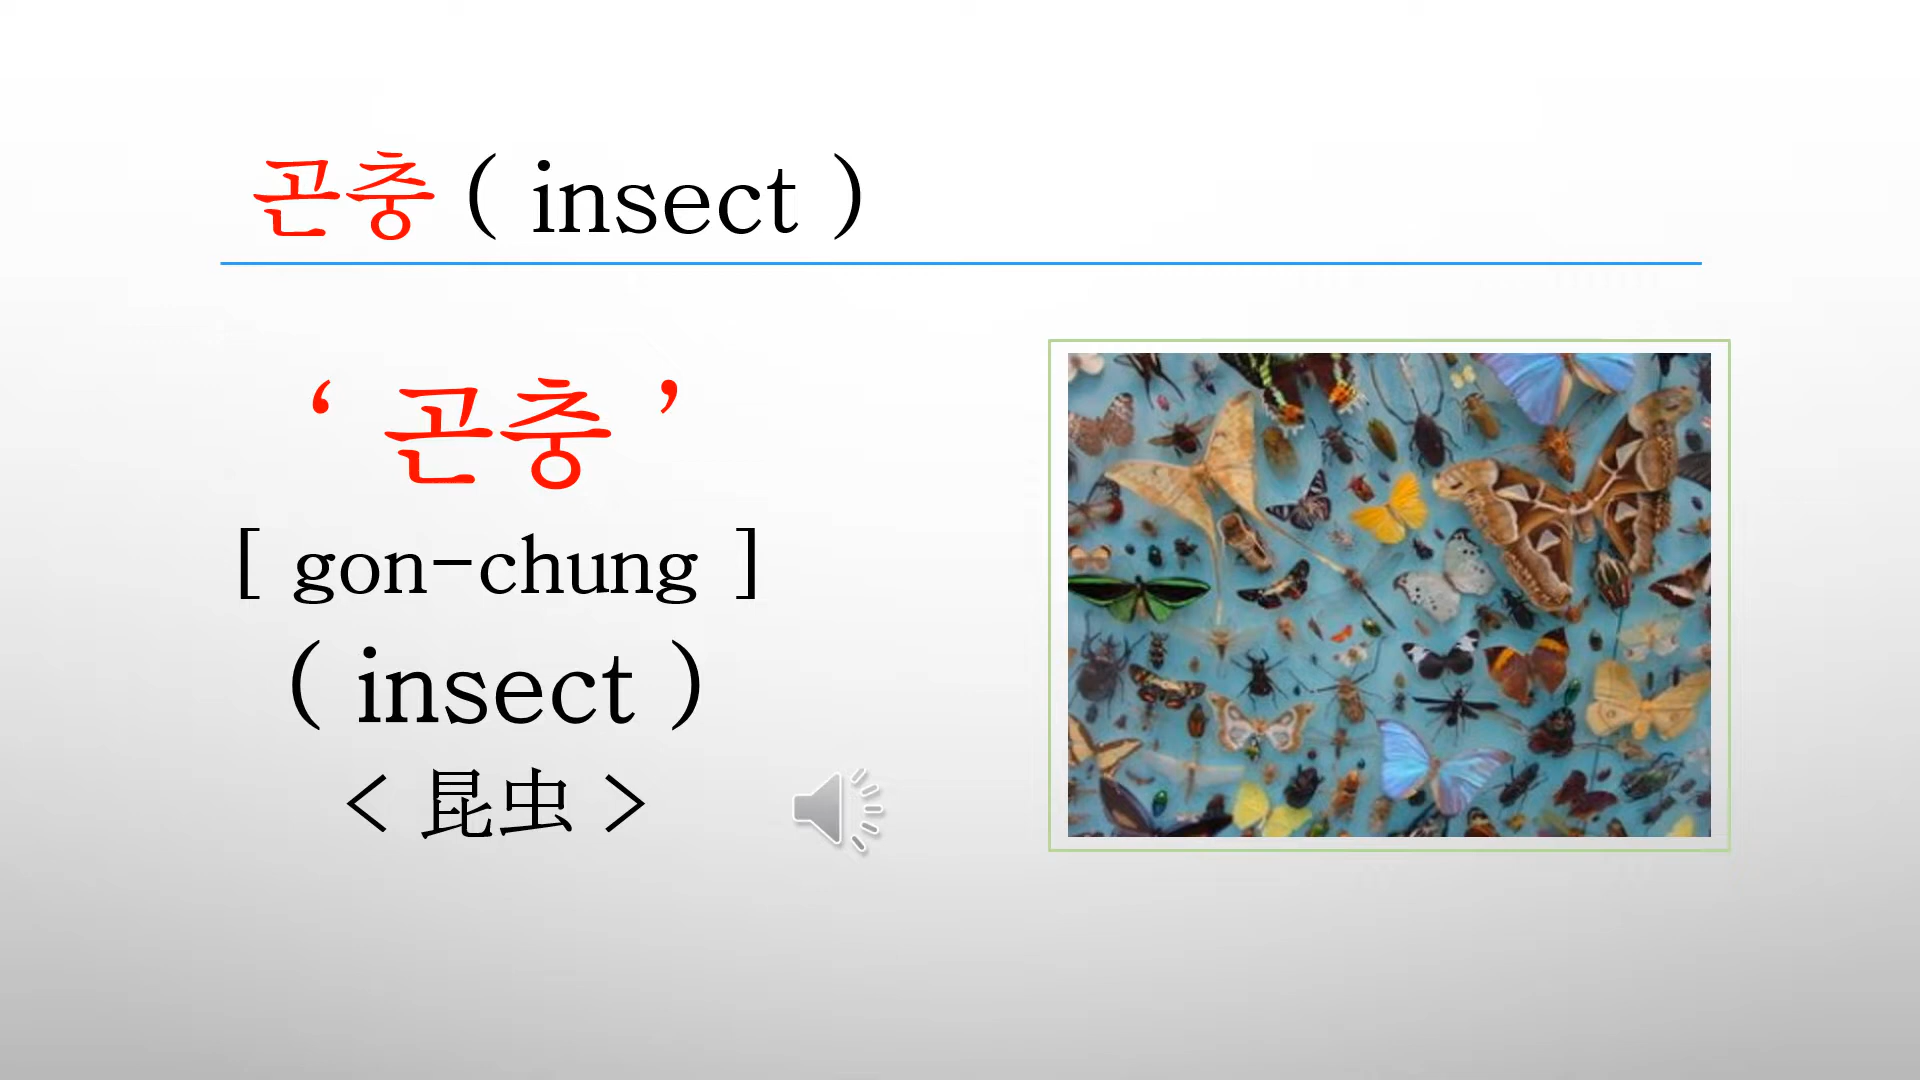 곤충 ( insect )
‘ 곤충 ’
[ gon-chung ]
( insect )
< 昆虫 >